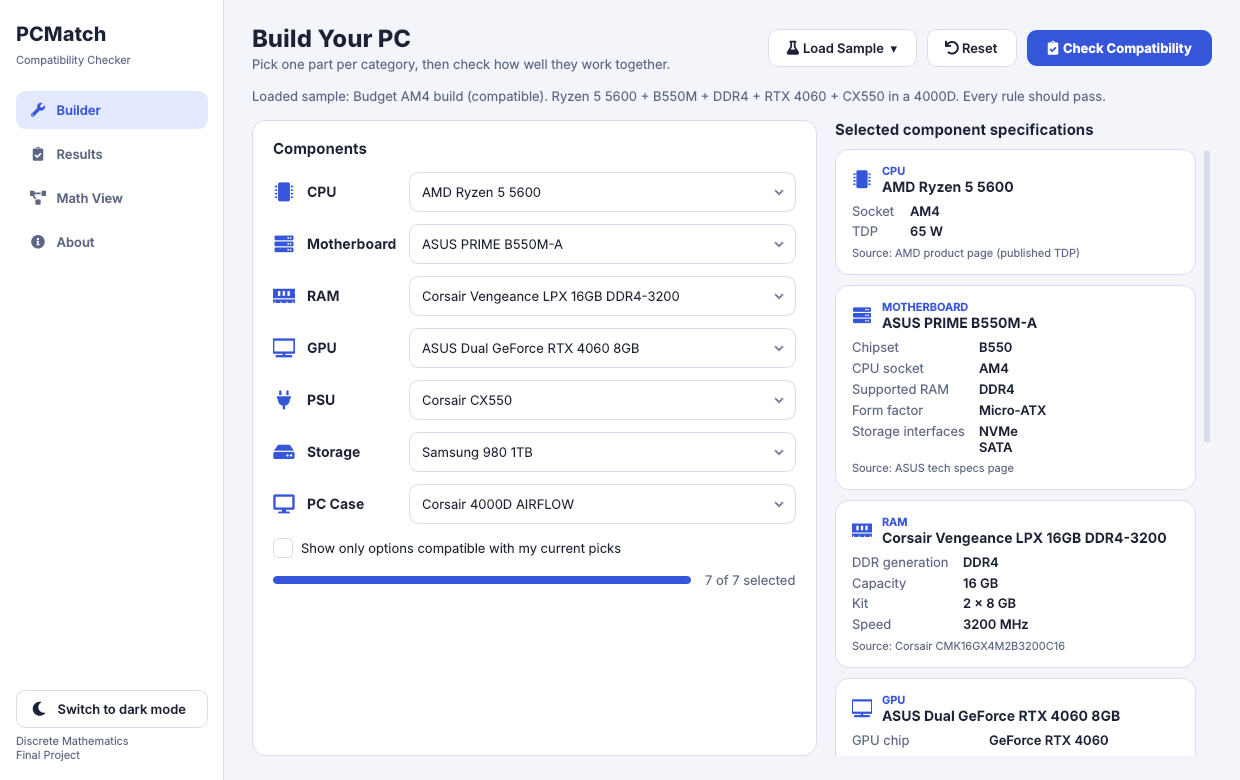 PCMatch
Compatibility Checker
Builder
Results
Math View
About
Switch to dark mode
Discrete Mathematics
Final Project
Build Your PC
Pick one part per category, then check how well they work together.
Load Sample ▾
Reset
Check Compatibility
Loaded sample: Budget AM4 build (compatible). Ryzen 5 5600 + B550M + DDR4 + RTX 4060 + CX550 in a 4000D. Every rule should pass.
Components
CPU AMD Ryzen 5 5600
Motherboard ASUS PRIME B550M-A
RAM Corsair Vengeance LPX 16GB DDR4-3200
GPU ASUS Dual GeForce RTX 4060 8GB
PSU Corsair CX550
Storage Samsung 980 1TB
PC Case Corsair 4000D AIRFLOW
Show only options compatible with my current picks
7 of 7 selected
Selected component specifications
CPU
AMD Ryzen 5 5600
Socket AM4
TDP 65 W
Source: AMD product page (published TDP)
MOTHERBOARD
ASUS PRIME B550M-A
Chipset B550
CPU socket AM4
Supported RAM DDR4
Form factor Micro-ATX
Storage interfaces NVMe
SATA
Source: ASUS tech specs page
RAM
Corsair Vengeance LPX 16GB DDR4-3200
DDR generation DDR4
Capacity 16 GB
Kit 2 × 8 GB
Speed 3200 MHz
Source: Corsair CMK16GX4M2B3200C16
GPU
ASUS Dual GeForce RTX 4060 8GB
GPU chip GeForce RTX 4060